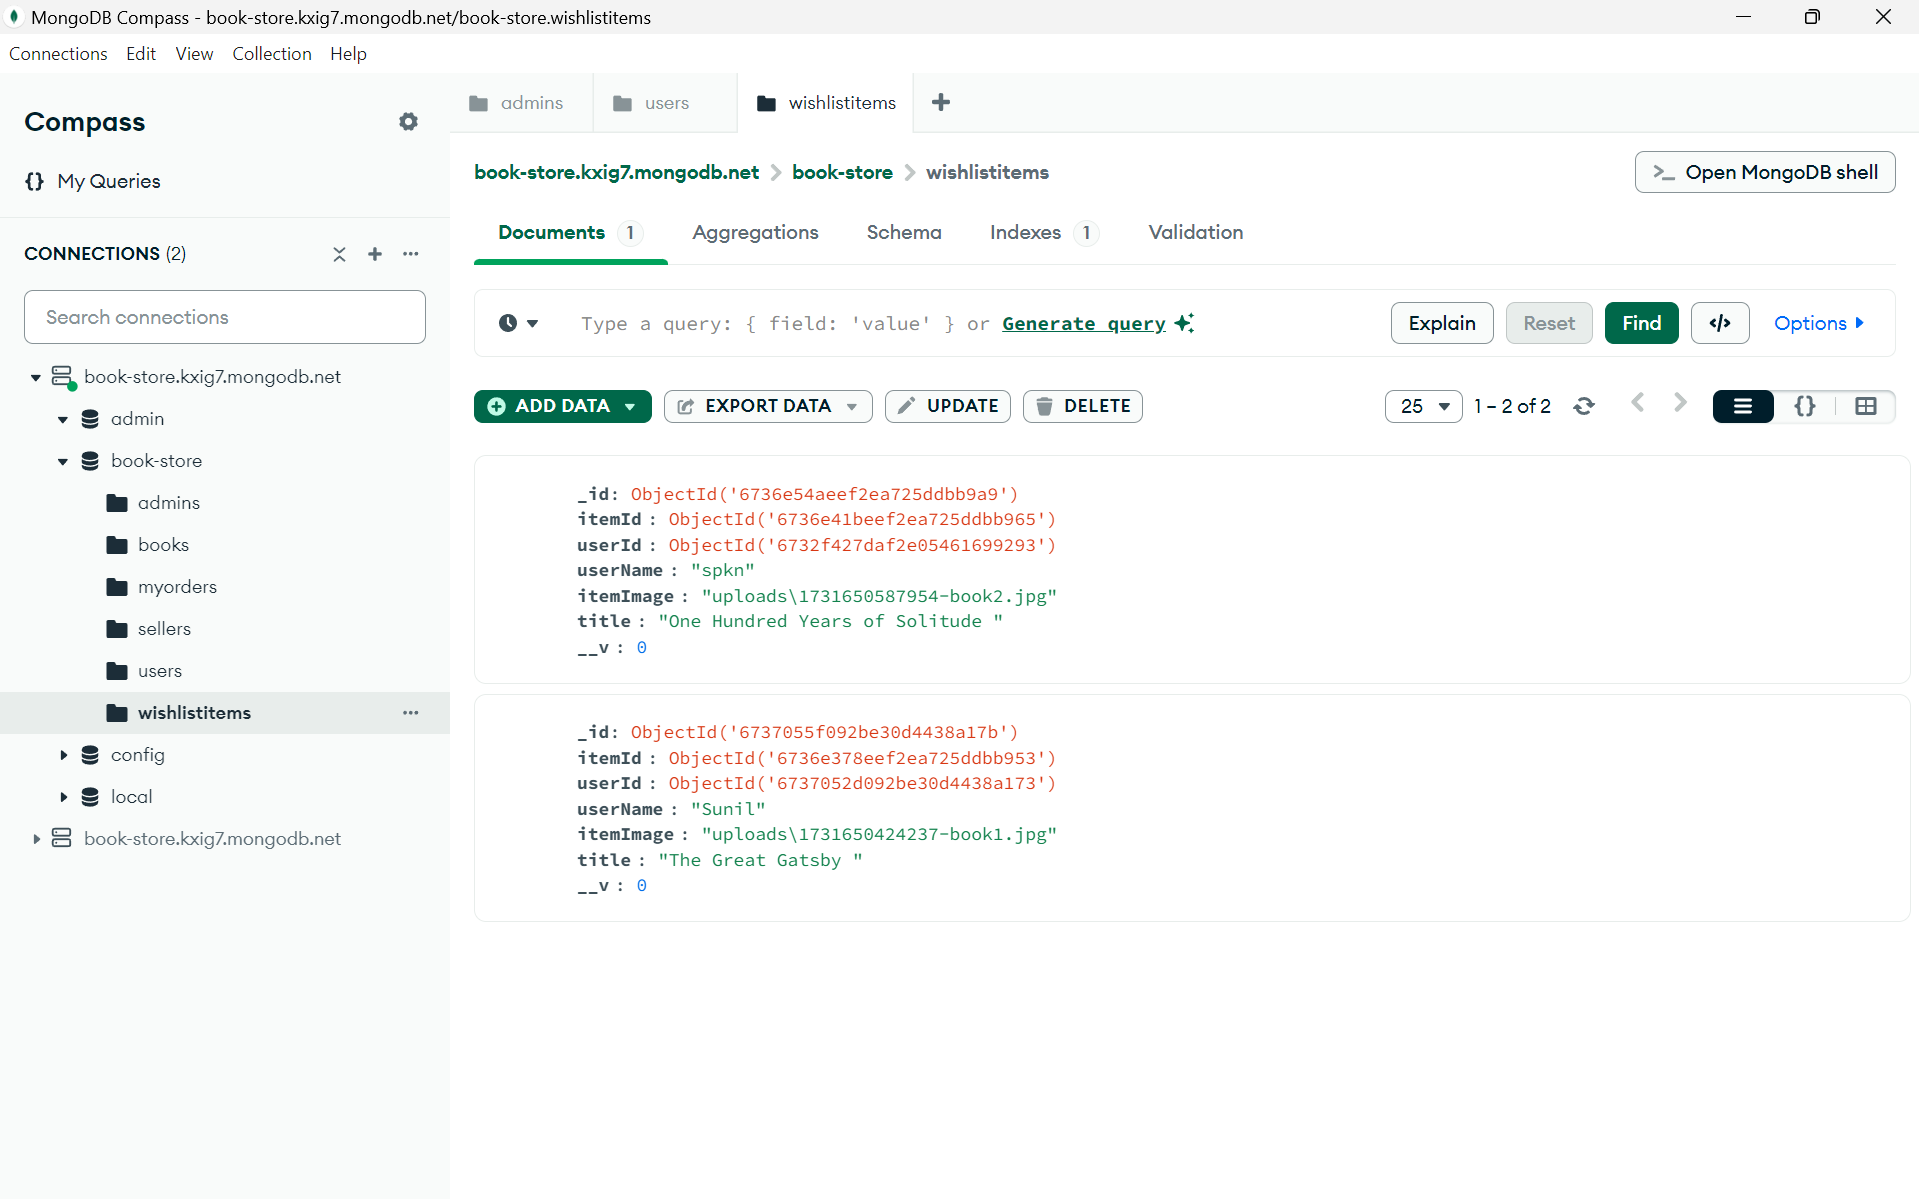 MongoDB Compass - book-store.kxig7.mongodb.net/book-store.wishlistitems
Connections Edit View Collection Help
Compass
{} My Queries
CONNECTIONS (2)
Search connections
book-store.kxig7.mongodb.net
admin
book-store
admins
books
myorders
sellers
users
wishlistitems
config
local
book-store.kxig7.mongodb.net
admins users wishlistitems
book-store.kxig7.mongodb.net > book-store > wishlistitems
>_ Open MongoDB shell
Documents 1 Aggregations Schema Indexes 1 Validation
Type a query: { field: 'value' } or Generate query
Explain Reset Find </> Options
ADD DATA EXPORT DATA UPDATE DELETE
25 1 – 2 of 2 {}
_id: ObjectId('6736e54aeef2ea725ddbb9a9')
itemId : ObjectId('6736e41beef2ea725ddbb965')
userId : ObjectId('6732f427daf2e05461699293')
userName : "spkn"
itemImage : "uploads\1731650587954-book2.jpg"
title : "One Hundred Years of Solitude "
__v : 0
_id: ObjectId('6737055f092be30d4438a17b')
itemId : ObjectId('6736e378eef2ea725ddbb953')
userId : ObjectId('6737052d092be30d4438a173')
userName : "Sunil"
itemImage : "uploads\1731650424237-book1.jpg"
title : "The Great Gatsby "
__v : 0